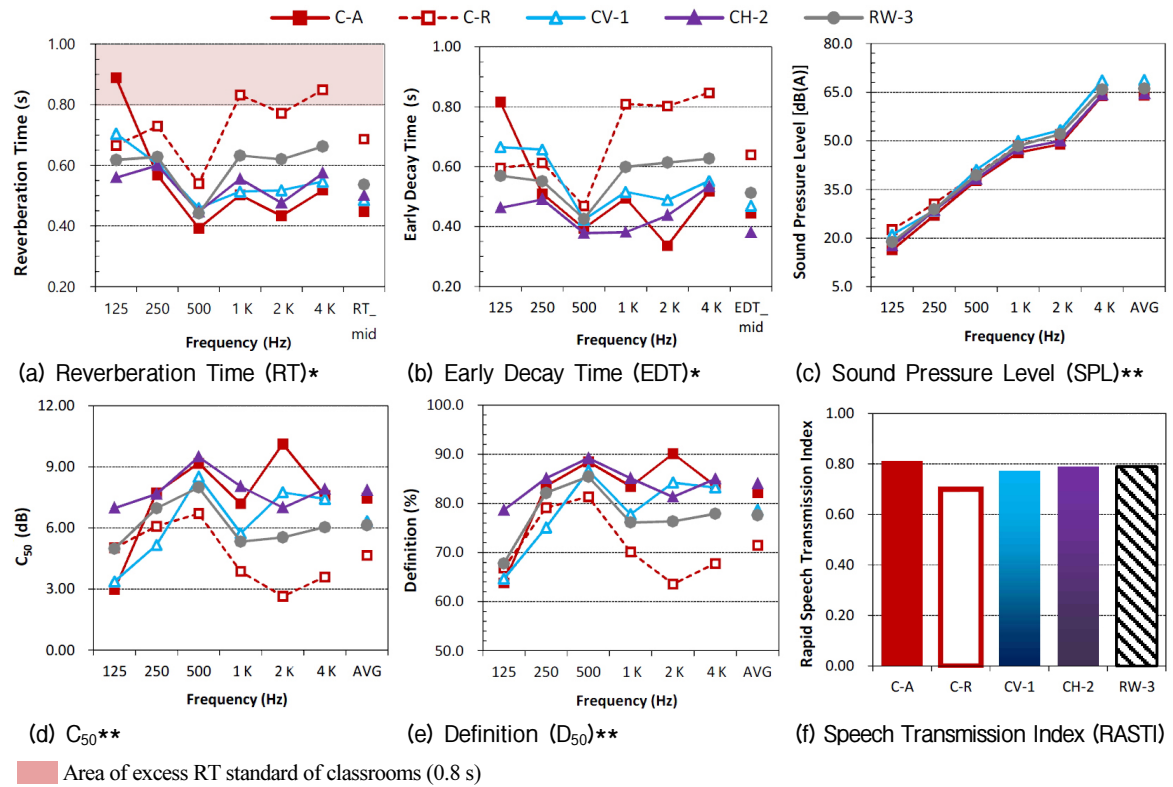 C-A C-R CV-1 CH-2 RW-3
Reverberation Time (s)
1.00
0.80
0.60
0.40
0.20
125 250 500 1 K 2 K 4 K RT_
mid
Frequency (Hz)
(a) Reverberation Time (RT)*
Early Decay Time (s)
1.00
0.80
0.60
0.40
0.20
125 250 500 1 K 2 K 4 K EDT_
mid
Frequency (Hz)
(b) Early Decay Time (EDT)*
Sound Pressure Level [dB(A)]
80.0
65.0
50.0
35.0
20.0
5.0
125 250 500 1 K 2 K 4 K AVG
Frequency (Hz)
(c) Sound Pressure Level (SPL)**
C50 (dB)
12.00
9.00
6.00
3.00
0.00
125 250 500 1 K 2 K 4 K AVG
Frequency (Hz)
(d) C50**
Definition (%)
100.0
90.0
80.0
70.0
60.0
50.0
125 250 500 1 K 2 K 4 K AVG
Frequency (Hz)
(e) Definition (D50)**
Rapid Speech Transmission Index
1.00
0.80
0.60
0.40
0.20
0.00
C-A C-R CV-1 CH-2 RW-3
(f) Speech Transmission Index (RASTI)
Area of excess RT standard of classrooms (0.8 s)